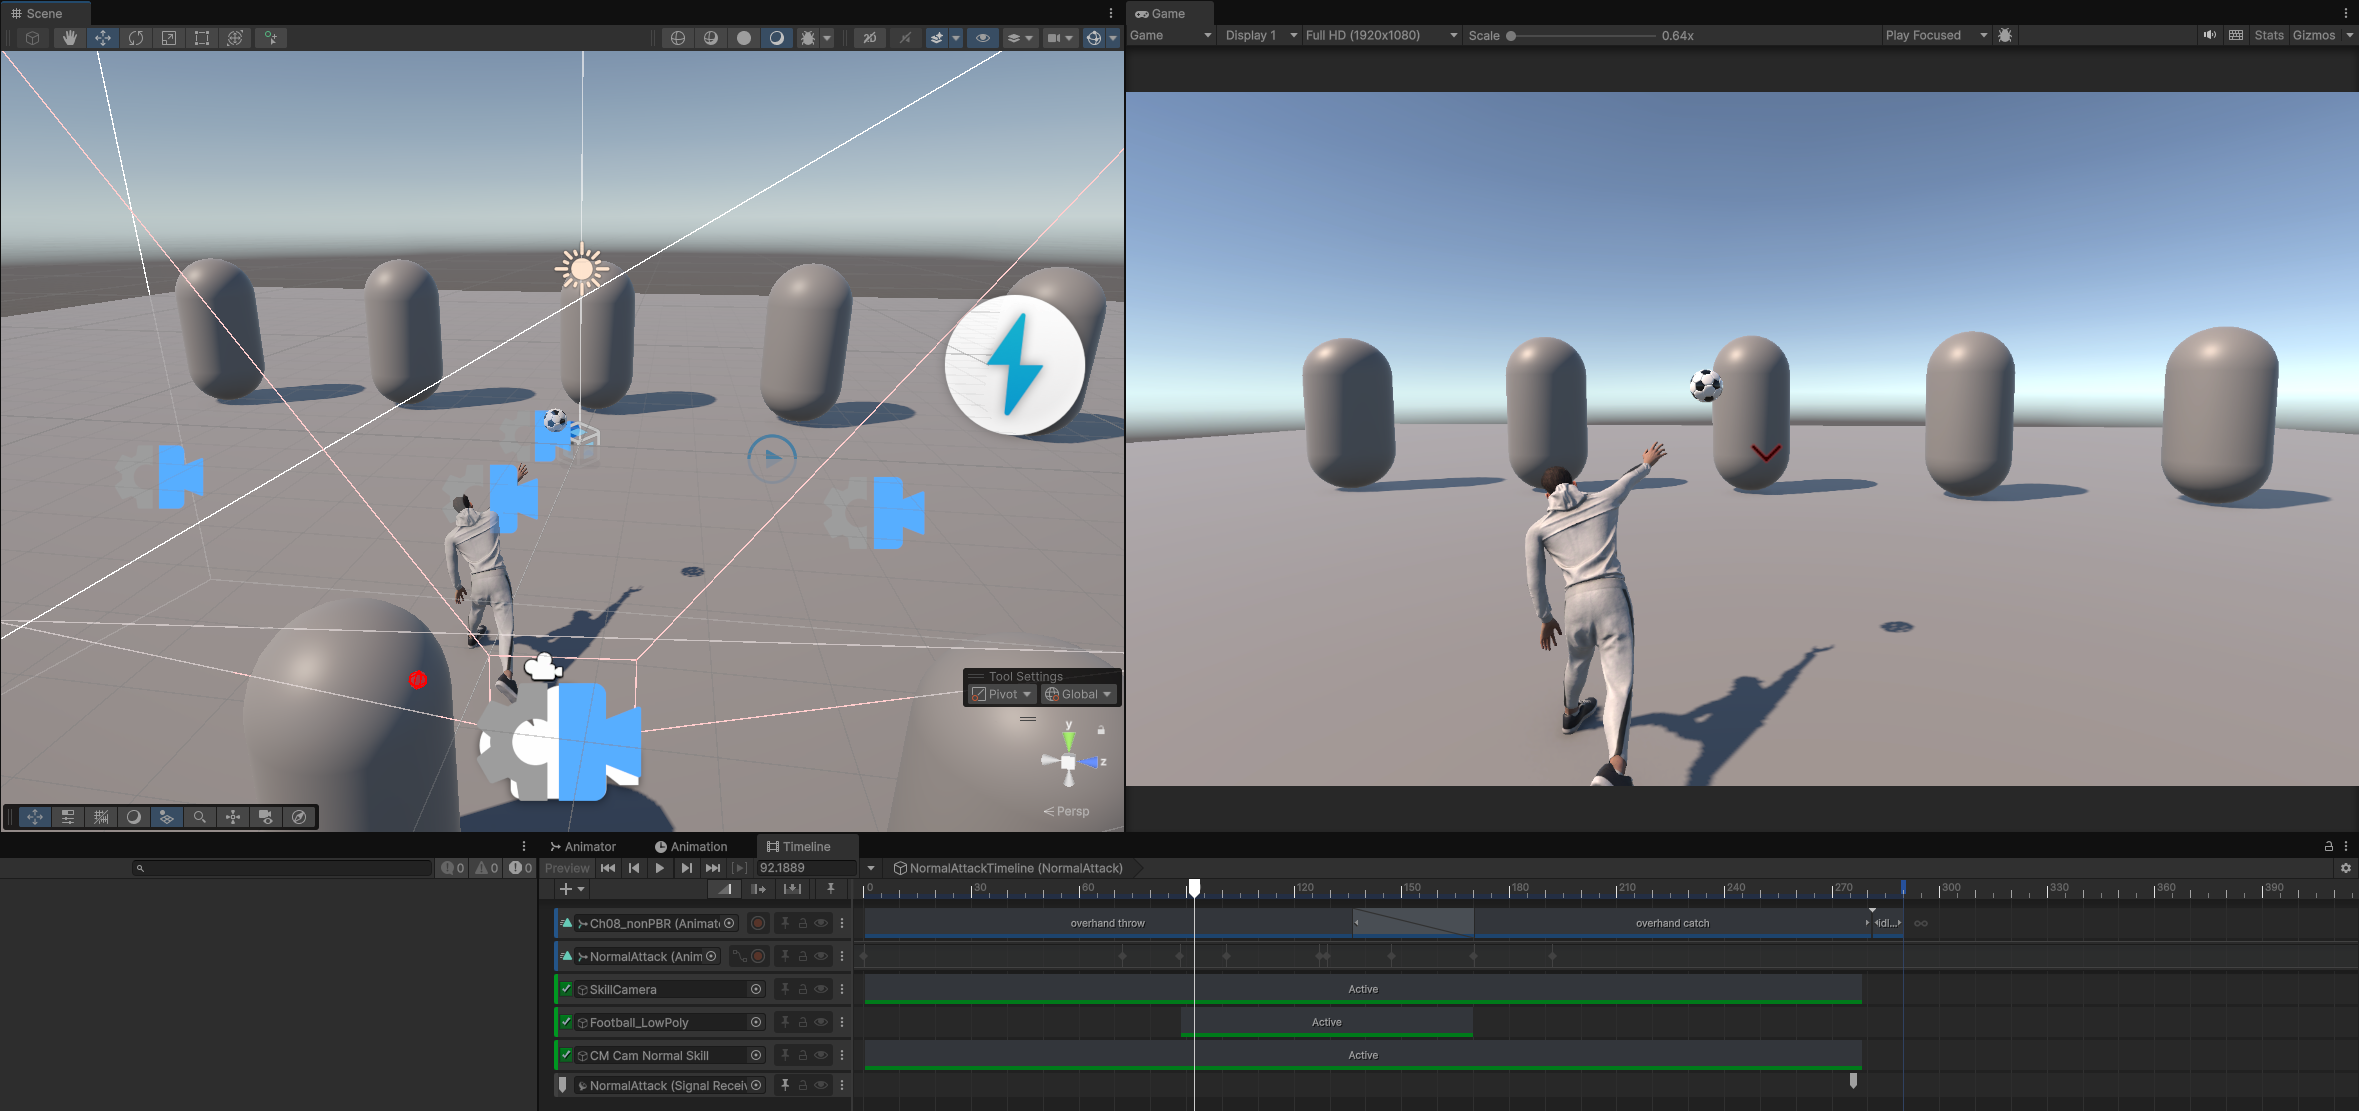 Scene
Game
Game
Display 1
Full HD (1920x1080)
Scale
0.64x
Play Focused
Stats
Gizmos
2D
Tool Settings
Pivot
Global
y
z
Persp
Animator
Animation
Timeline
0
0
0
Preview
92.1889
NormalAttackTimeline (NormalAttack)
0
30
60
120
150
180
210
240
270
300
330
360
390
Ch08_nonPBR (Animat
overhand throw
overhand catch
idl...
NormalAttack (Anim
SkillCamera
Active
Football_LowPoly
Active
CM Cam Normal Skill
Active
NormalAttack (Signal Recei